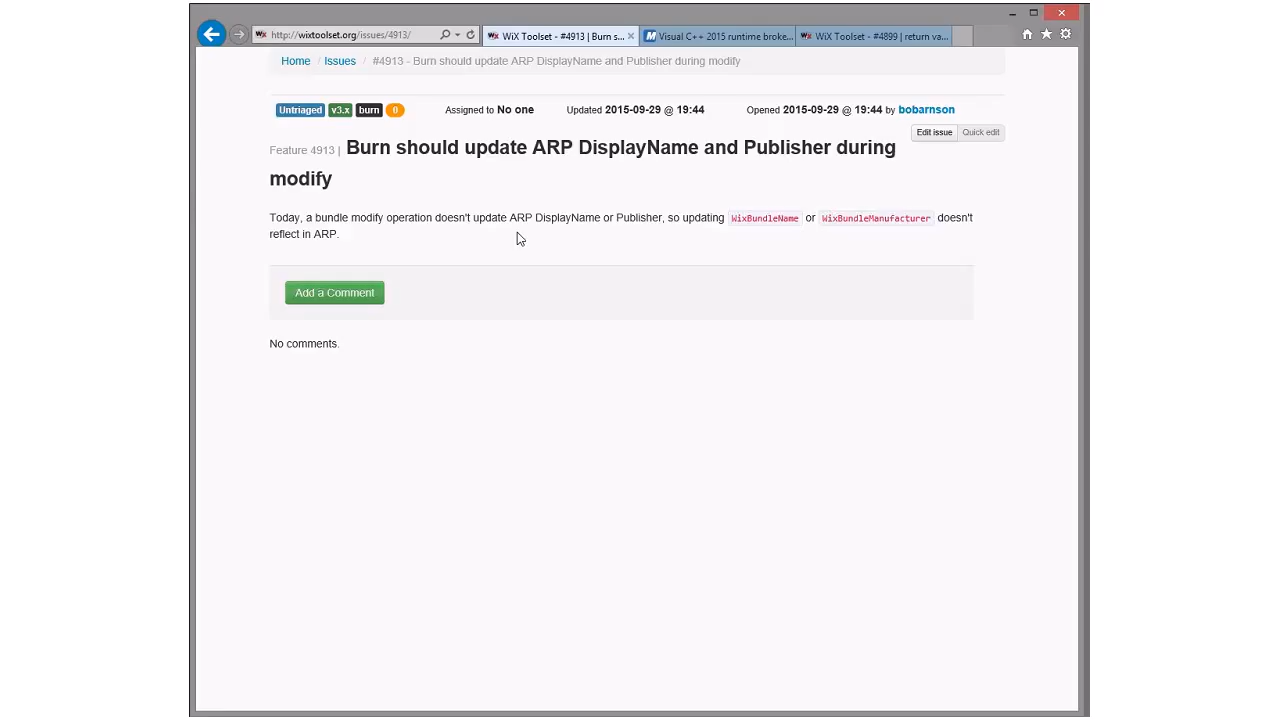 http://wixtoolset.org/issues/4913/
WiX Toolset - #4913 | Burn s...
Visual C++ 2015 runtime broke...
WiX Toolset - #4899 | return va...
Home / Issues / #4913 - Burn should update ARP DisplayName and Publisher during modify
Untriaged v3.x burn 0 Assigned to No one Updated 2015-09-29 @ 19:44 Opened 2015-09-29 @ 19:44 by bobarnson
Edit issue Quick edit
Feature 4913 | Burn should update ARP DisplayName and Publisher during
modify
Today, a bundle modify operation doesn't update ARP DisplayName or Publisher, so updating WixBundleName or WixBundleManufacturer doesn't
reflect in ARP.
Add a Comment
No comments.